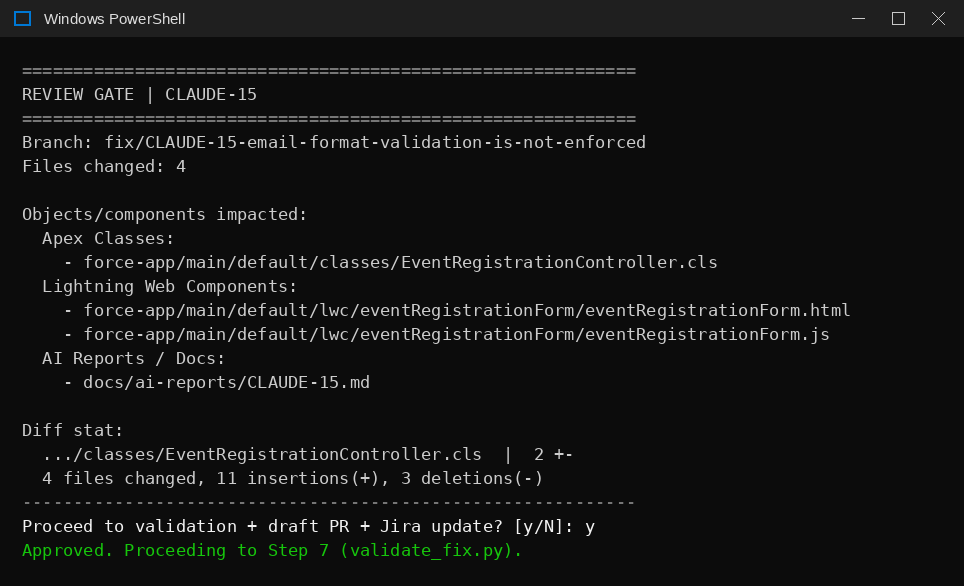 Windows PowerShell
============================================================
REVIEW GATE | CLAUDE-15
============================================================
Branch: fix/CLAUDE-15-email-format-validation-is-not-enforced
Files changed: 4
Objects/components impacted:
  Apex Classes:
    - force-app/main/default/classes/EventRegistrationController.cls
  Lightning Web Components:
    - force-app/main/default/lwc/eventRegistrationForm/eventRegistrationForm.html
    - force-app/main/default/lwc/eventRegistrationForm/eventRegistrationForm.js
  AI Reports / Docs:
    - docs/ai-reports/CLAUDE-15.md
Diff stat:
  .../classes/EventRegistrationController.cls  |  2 +-
  4 files changed, 11 insertions(+), 3 deletions(-)
------------------------------------------------------------
Proceed to validation + draft PR + Jira update? [y/N]: y
Approved. Proceeding to Step 7 (validate_fix.py).